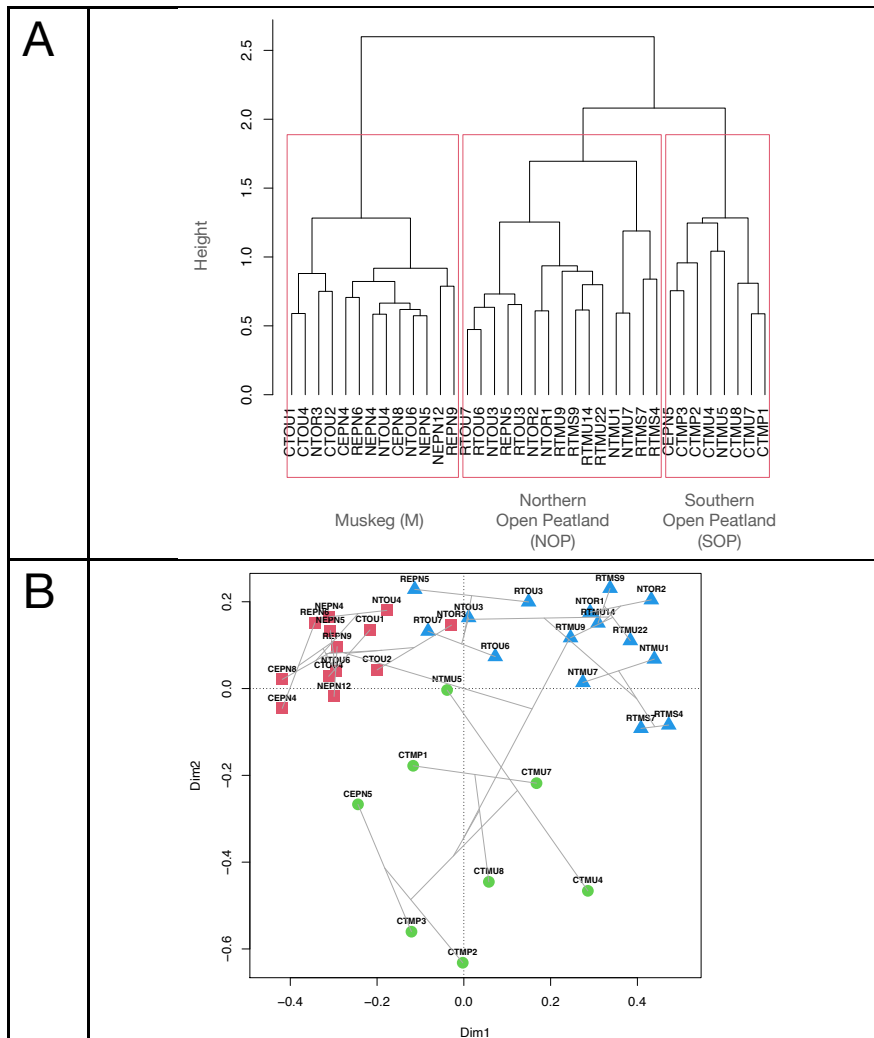 A
Height
2.5
2.0
1.5
1.0
0.5
0.0
CTOU1
CTOU4
NTOR3
CTOU2
CEPN4
REPN6
NEPN4
NTOU4
CEPN8
NTOU6
NEPN5
NEPN12
REPN9
RTOU7
RTOU6
NTOU3
REPN5
RTOU3
NTOR2
NTOR1
RTMU9
RTMS9
RTMU14
RTMU22
NTMU1
NTMU7
RTMS7
RTMS4
CEPN5
CTMP3
CTMP2
CTMU4
NTMU5
CTMU8
CTMU7
CTMP1
Muskeg (M)
Northern
Open Peatland
(NOP)
Southern
Open Peatland
(SOP)
B
Dim2
0.2
0.0
−0.2
−0.4
−0.6
REPN5
RTMS9
NTOR2
RTOU3
NEPN4
NTOU4
REPN6
NTOU3
NTOR1
RTMU14
NEPN5
CTOU1
RTOU7
NTOR3
RTMU9
RTMU22
REPN9
RTOU6
NTMU1
CEPN8
NTOU6
CTOU4
CTOU2
NTMU7
NEPN12
NTMU5
CEPN4
RTMS7
RTMS4
CTMP1
CTMU7
CEPN5
CTMU8
CTMU4
CTMP3
CTMP2
−0.4
−0.2
0.0
0.2
0.4
Dim1